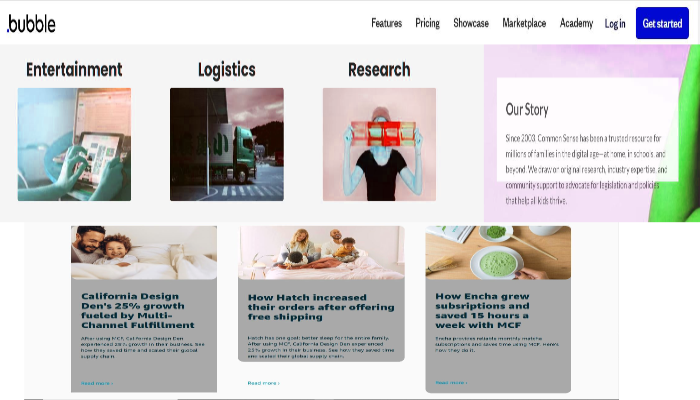 .bubble
Features Pricing Showcase Marketplace Academy Log in Get started
Entertainment Logistics Research
Our Story
Since 2003, Common Sense has been a trusted resource for
millions of families in the digital age—at home, in schools, and
beyond. We draw on original research, industry expertise, and
community support to advocate for legislation and policies
that help all kids thrive.
California Design
Den's 25% growth
fueled by Multi-
Channel Fulfillment
After using MCF, California Design Den
experienced 25% growth in their business. See
how they saved time and scaled their global
supply chain.
Read more ›
How Hatch increased
their orders after offering
free shipping
Hatch has one goal: better sleep for the entire family.
After using MCF, California Design Den experienced
25% growth in their business. See how they saved time
and scaled their global supply chain.
Read more ›
How Encha grew
subsriptions and
saved 15 hours a
week with MCF
Encha provides reliable monthly matcha
subscriptions and saves time using MCF. Here's
how they do it.
Read more ›